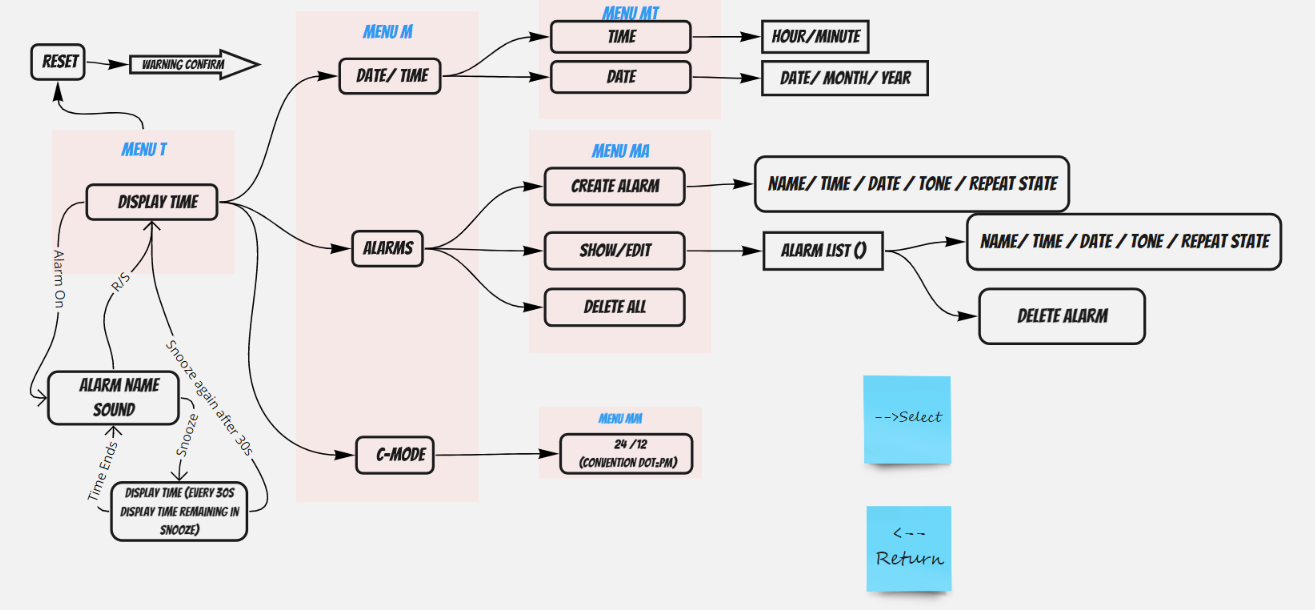 RESET
WARNING CONFIRM
MENU T
DISPLAY TIME
Alarm On
R/S
Snooze again after 30s
ALARM NAME
SOUND
Snooze
Time Ends
DISPLAY TIME (EVERY 30S
DISPLAY TIME REMAINING IN
SNOOZE)
MENU M
DATE/ TIME
ALARMS
C-MODE
MENU MT
TIME
HOUR/MINUTE
DATE
DATE/ MONTH/ YEAR
MENU MA
CREATE ALARM
NAME/ TIME / DATE / TONE / REPEAT STATE
SHOW/EDIT
ALARM LIST ()
NAME/ TIME / DATE / TONE / REPEAT STATE
DELETE ALL
DELETE ALARM
MENU MM
24 /12
(CONVENTION DOT=PM)
-->Select
<--
Return